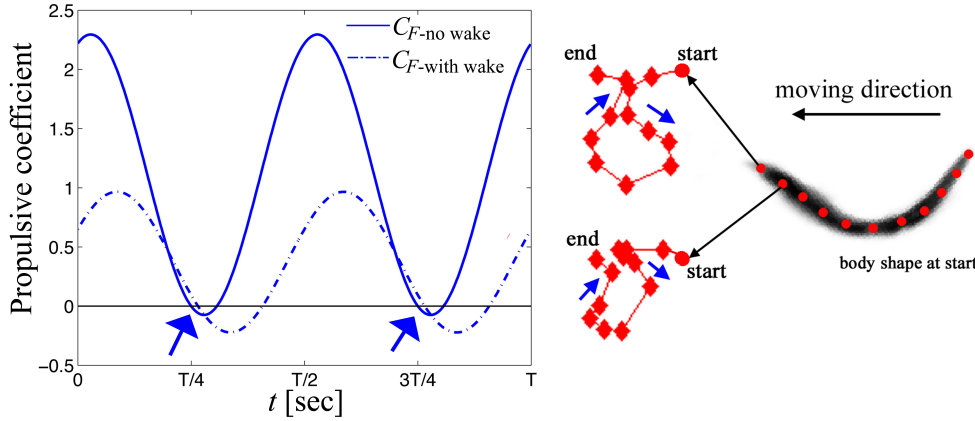 2.5
2
1.5
1
0.5
0
−0.5
Propulsive coefficient
C_F-no wake
C_F-with wake
0
T/4
T/2
3T/4
T
t [sec]
end
start
moving direction
end
start
body shape at start